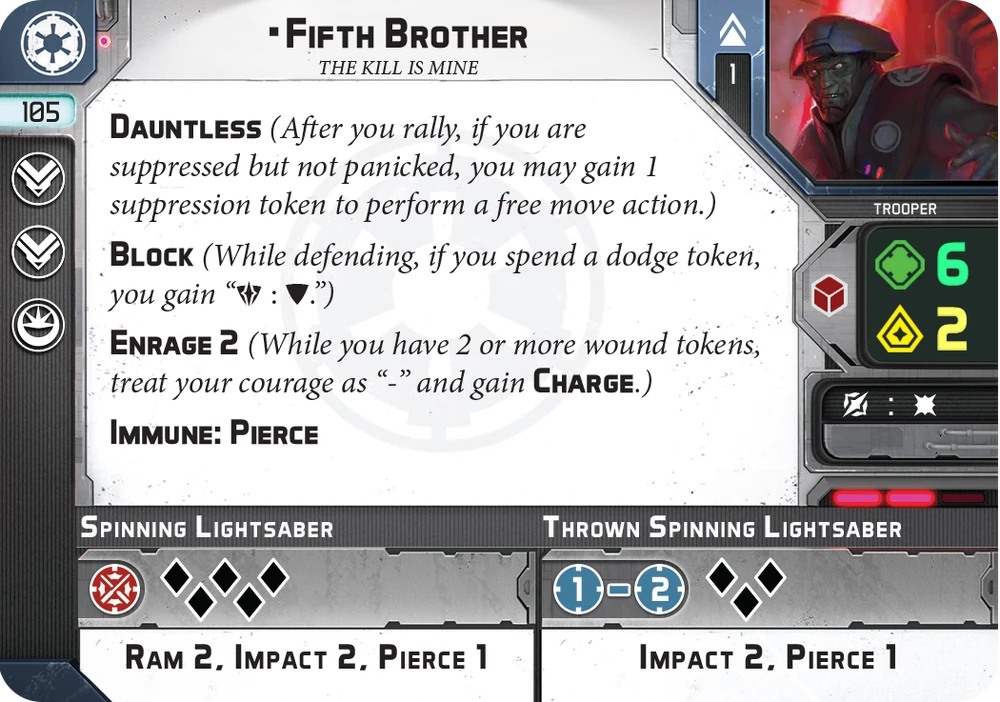 ▪Fifth Brother
THE KILL IS MINE
1
105
Dauntless (After you rally, if you are
suppressed but not panicked, you may gain 1
suppression token to perform a free move action.)
Block (While defending, if you spend a dodge token,
you gain “ : .”)
Enrage 2 (While you have 2 or more wound tokens,
treat your courage as “-” and gain Charge.)
Immune: Pierce
TROOPER
6
2
:
Spinning Lightsaber
Ram 2, Impact 2, Pierce 1
Thrown Spinning Lightsaber
1-2
Impact 2, Pierce 1